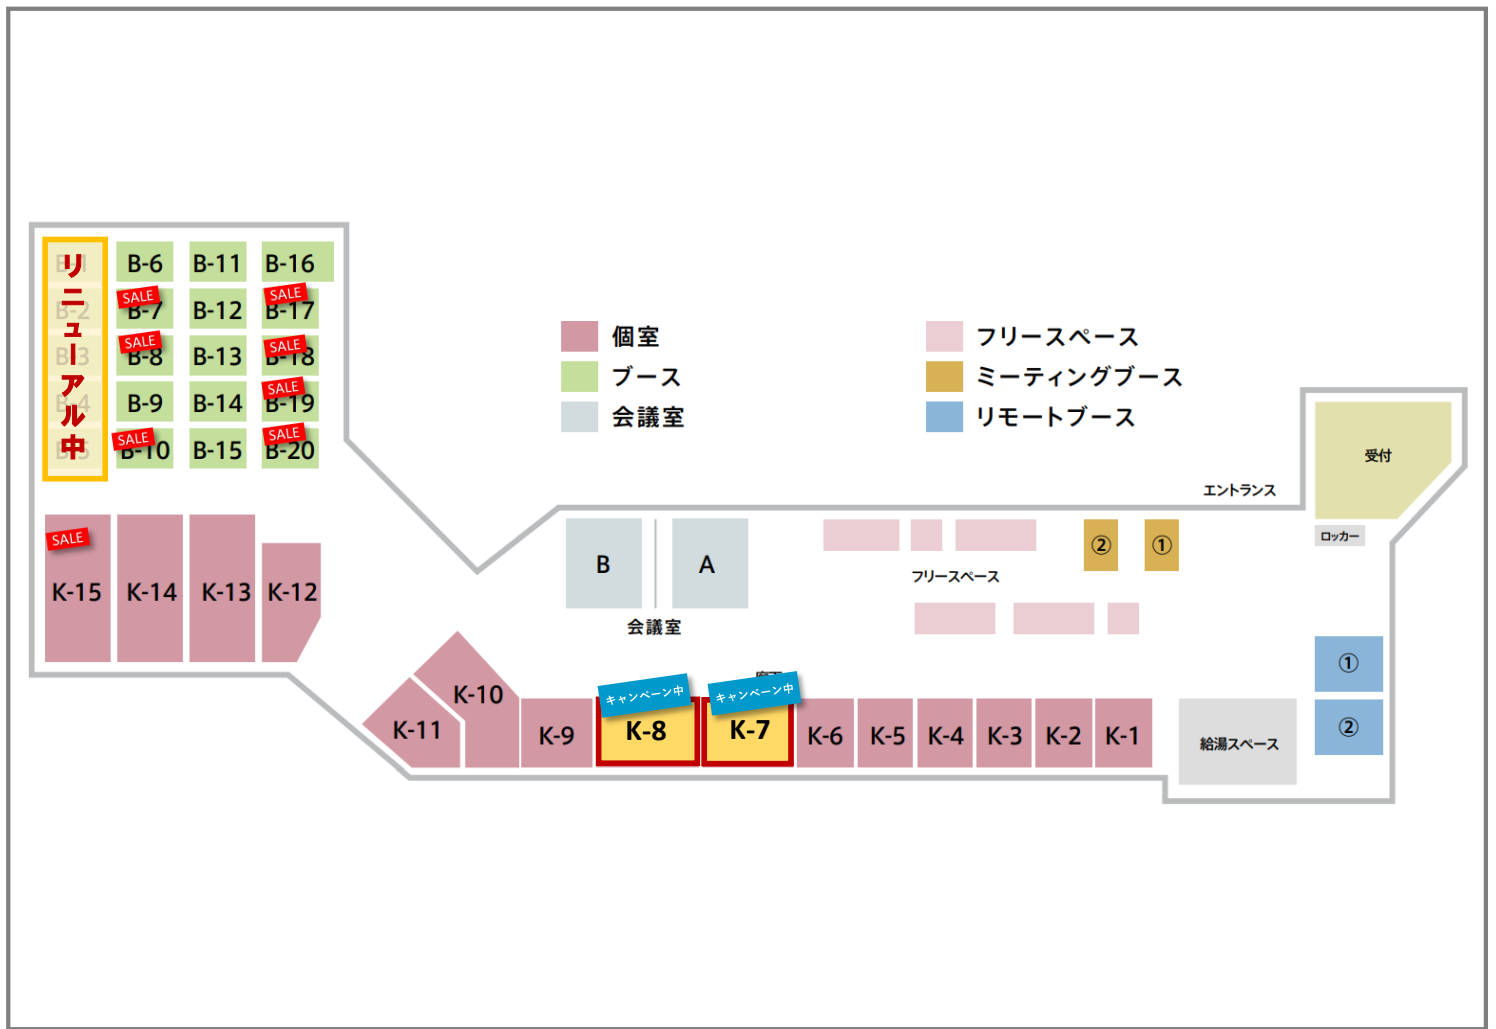 リニューアル中
B-1
B-2
B-3
B-4
B-5
B-6
B-11
B-16
SALE
B-7
B-12
SALE
B-17
SALE
B-8
B-13
SALE
B-18
B-9
B-14
SALE
B-19
SALE
B-10
B-15
SALE
B-20
個室
ブース
会議室
フリースペース
ミーティングブース
リモートブース
エントランス
受付
ロッカー
SALE
K-15
K-14
K-13
K-12
B
A
会議室
フリースペース
②
①
①
②
K-11
K-10
K-9
キャンペーン中
K-8
キャンペーン中
K-7
K-6
K-5
K-4
K-3
K-2
K-1
給湯スペース